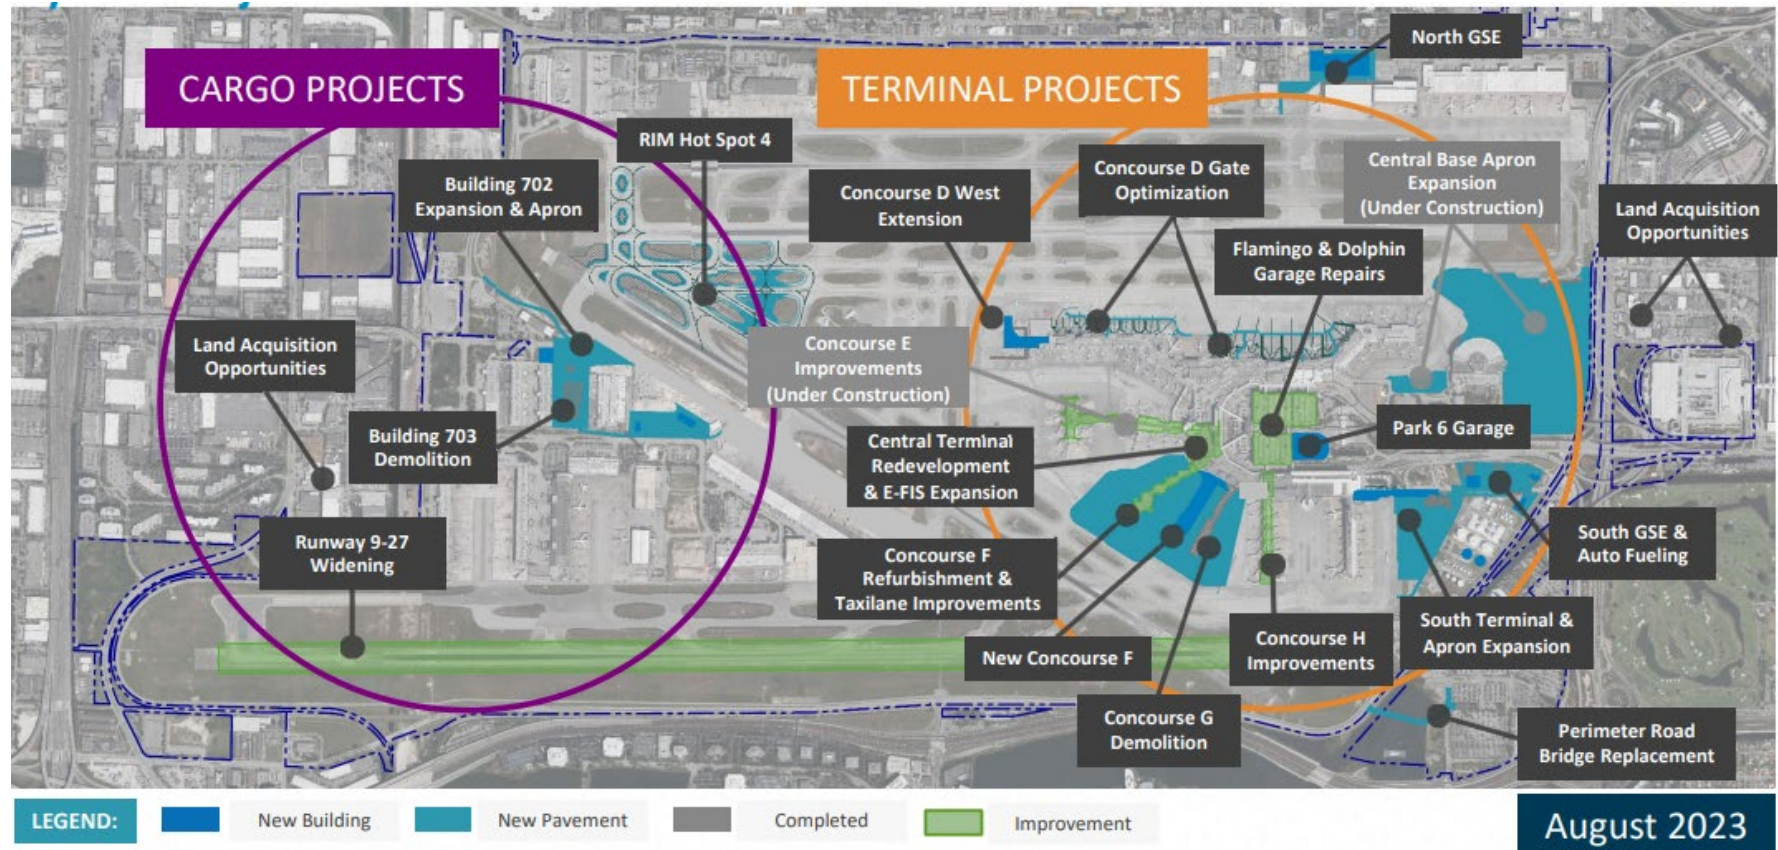 CARGO PROJECTS
TERMINAL PROJECTS
North GSE
RIM Hot Spot 4
Building 702
Expansion & Apron
Concourse D West
Extension
Concourse D Gate
Optimization
Central Base Apron
Expansion
(Under Construction)
Land Acquisition
Opportunities
Flamingo & Dolphin
Garage Repairs
Land Acquisition
Opportunities
Concourse E
Improvements
(Under Construction)
Building 703
Demolition
Central Terminal
Redevelopment
& E-FIS Expansion
Park 6 Garage
Runway 9-27
Widening
Concourse F
Refurbishment &
Taxilane Improvements
South GSE &
Auto Fueling
New Concourse F
Concourse H
Improvements
South Terminal &
Apron Expansion
Concourse G
Demolition
Perimeter Road
Bridge Replacement
LEGEND:
New Building
New Pavement
Completed
Improvement
August 2023